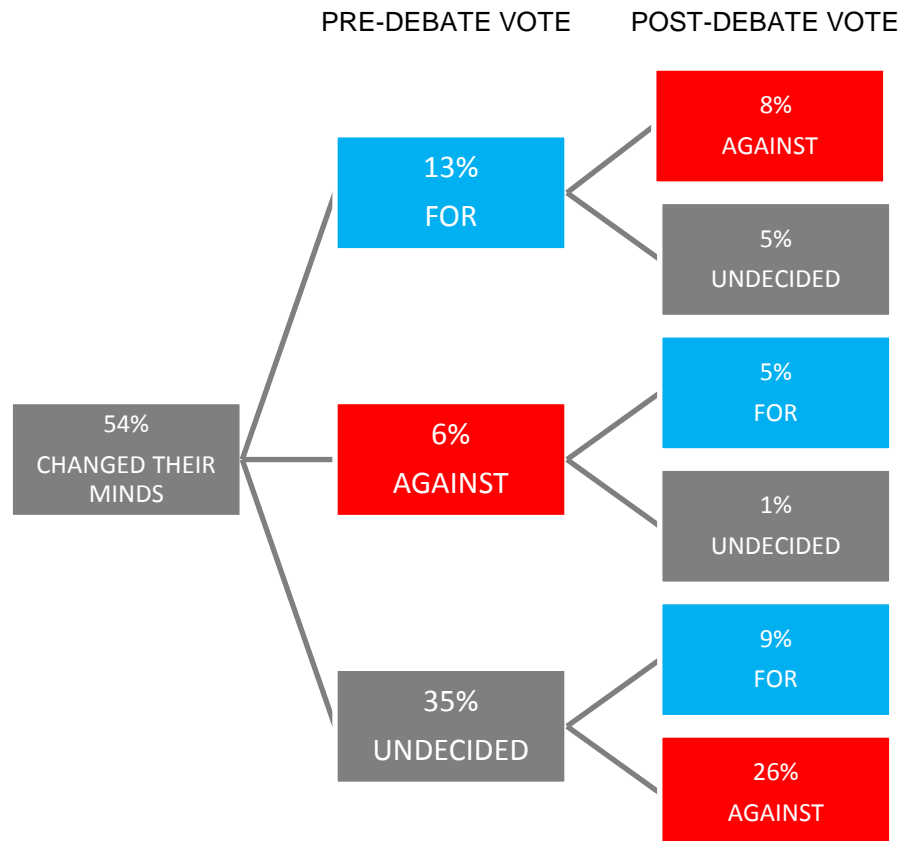 PRE-DEBATE VOTE POST-DEBATE VOTE
8%
AGAINST
13%
FOR
5%
UNDECIDED
54%
CHANGED THEIR
MINDS
6%
AGAINST
5%
FOR
1%
UNDECIDED
35%
UNDECIDED
9%
FOR
26%
AGAINST